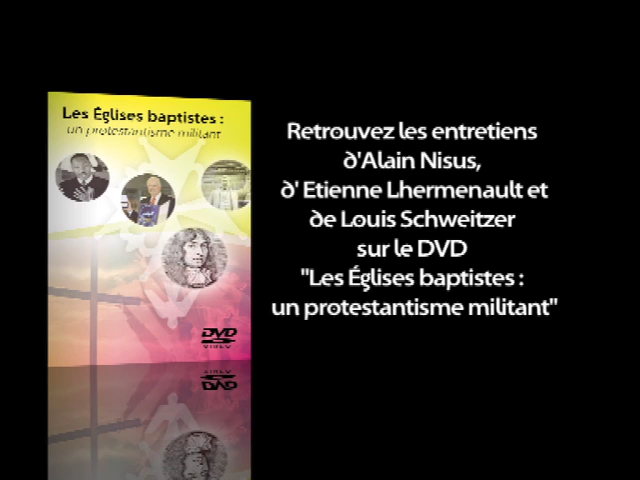 Les Églises baptistes :
un protestantisme militant
DVD
VIDEO
Retrouvez les entretiens
d'Alain Nisus,
d' Etienne Lhermenault et
de Louis Schweitzer
sur le DVD
"Les Églises baptistes :
un protestantisme militant"